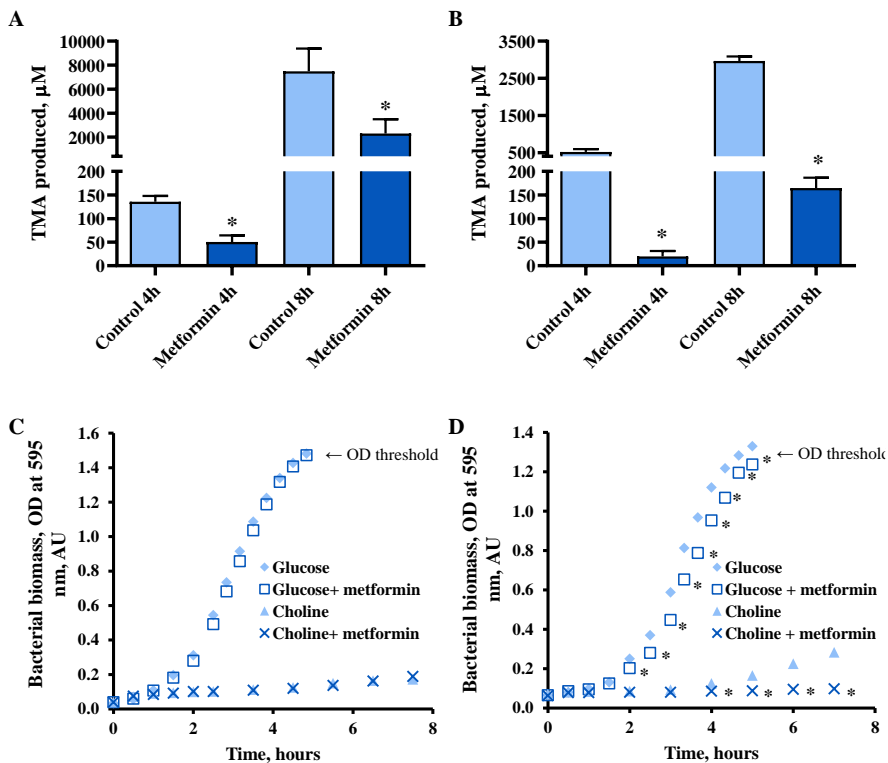 A
TMA produced, μM
10000
8000
6000
4000
2000
200
150
100
50
0
*
*
Control 4h
Metformin 4h
Control 8h
Metformin 8h
B
TMA produced, μM
3500
2500
1500
500
200
150
100
50
0
*
*
Control 4h
Metformin 4h
Control 8h
Metformin 8h
C
Bacterial biomass, OD at 595
nm, AU
1.6
1.4
1.2
1.0
0.8
0.6
0.4
0.2
0.0
← OD threshold
Glucose
Glucose+ metformin
Choline
Choline+ metformin
0
2
4
6
8
Time, hours
D
Bacterial biomass, OD at 595
nm, AU
1.4
1.2
1.0
0.8
0.6
0.4
0.2
0.0
← OD threshold
* * * * * * * * * *
Glucose
Glucose + metformin
Choline
Choline + metformin
* * * *
0
2
4
6
8
Time, hours